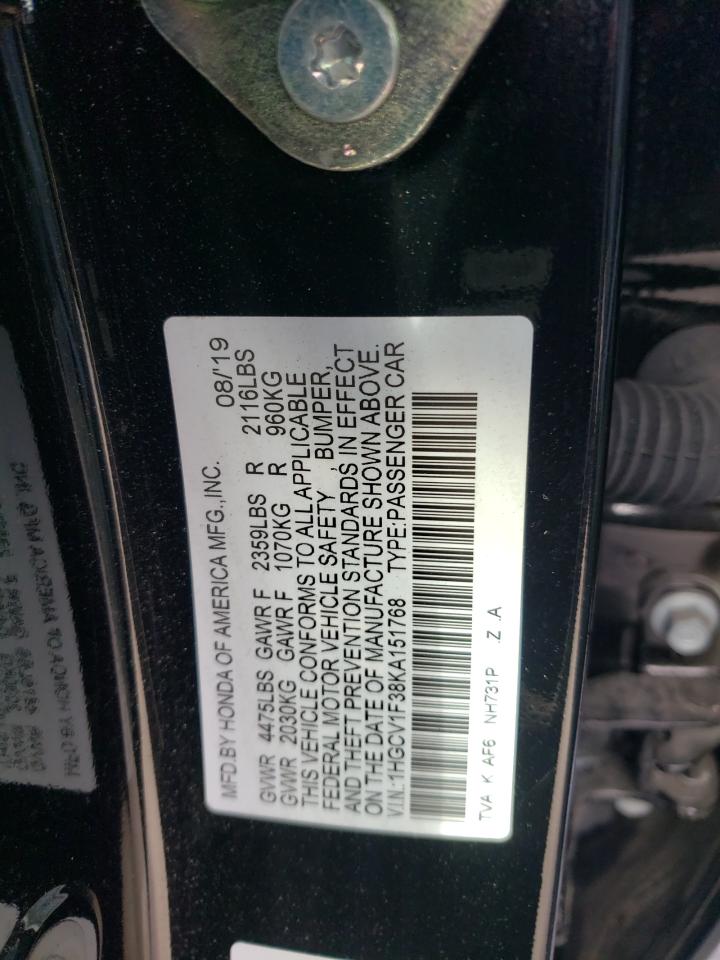 MFD.BY HONDA OF AMERICA MFG.,INC. 08/'19
GVWR 4475LBS GAWR F 2359LBS R 2116LBS
GVWR 2030KG GAWR F 1070KG R 960KG
THIS VEHICLE CONFORMS TO ALL APPLICABLE
FEDERAL MOTOR VEHICLE SAFETY , BUMPER,
AND THEFT PREVENTION STANDARDS IN EFFECT
ON THE DATE OF MANUFACTURE SHOWN ABOVE.
V.I.N.:1HGCV1F38KA151768 TYPE:PASSENGER CAR
TVA K AF6 NH731P .Z .A